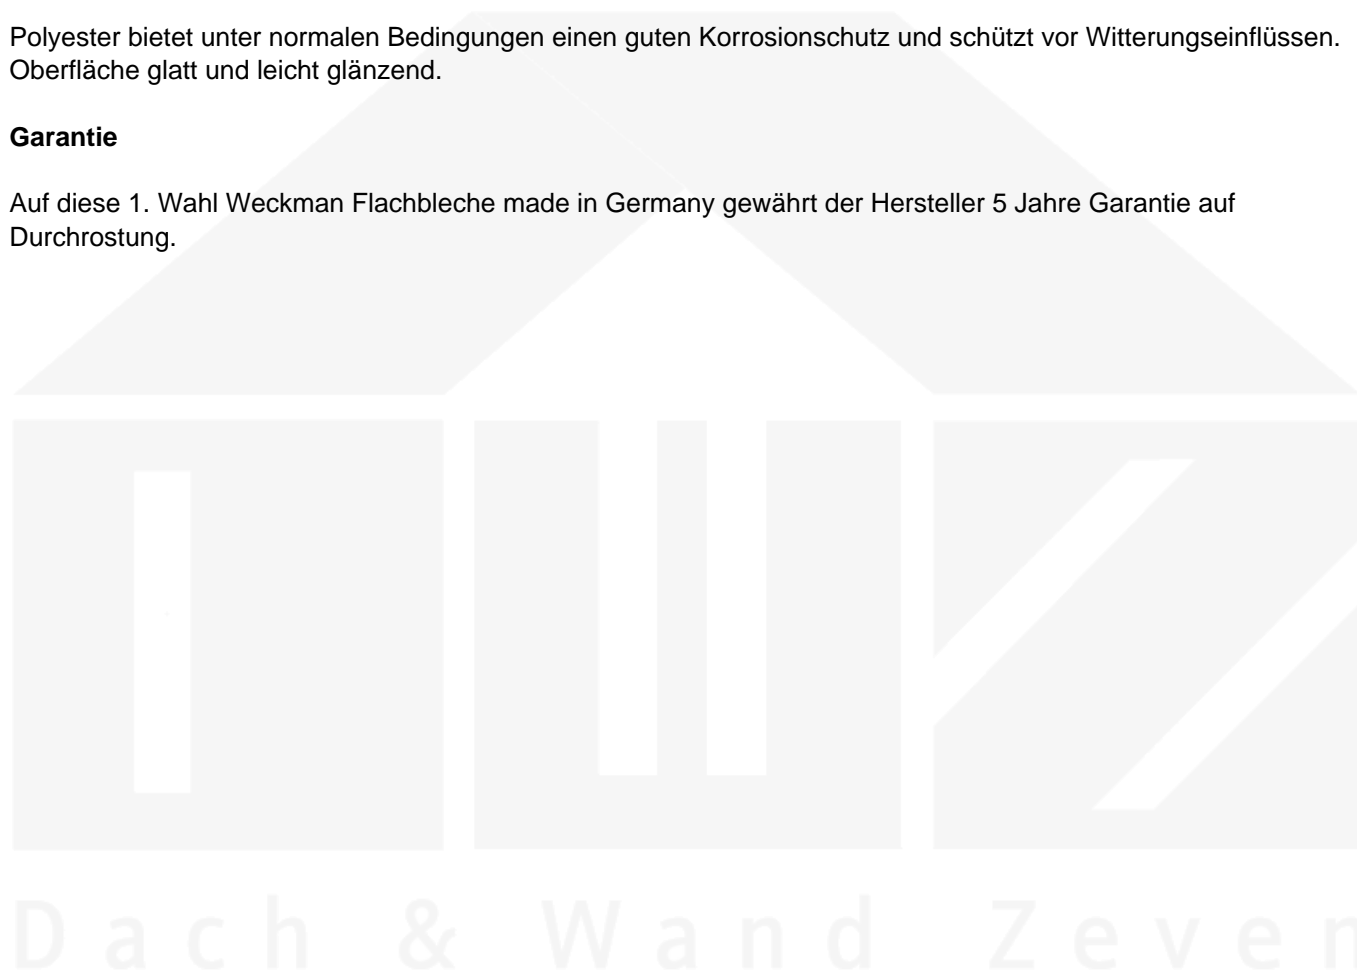 Polyester bietet unter normalen Bedingungen einen guten Korrosionschutz und schützt vor Witterungseinflüssen.
Oberfläche glatt und leicht glänzend.
Garantie
Auf diese 1. Wahl Weckman Flachbleche made in Germany gewährt der Hersteller 5 Jahre Garantie auf
Durchrostung.
Dach & Wand Zeven